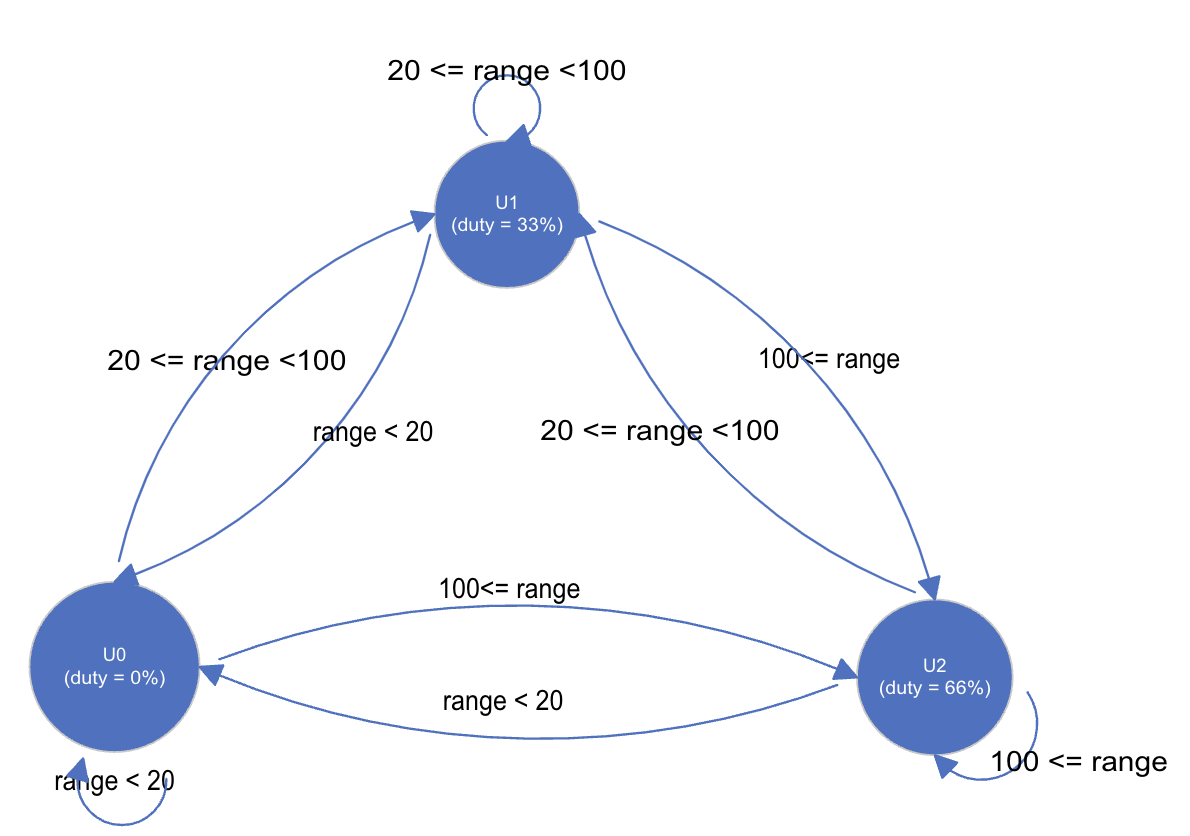 20 <= range <100
U1
(duty = 33%)
20 <= range <100
100<= range
range < 20
20 <= range <100
100<= range
U0
(duty = 0%)
U2
(duty = 66%)
range < 20
100 <= range
range < 20